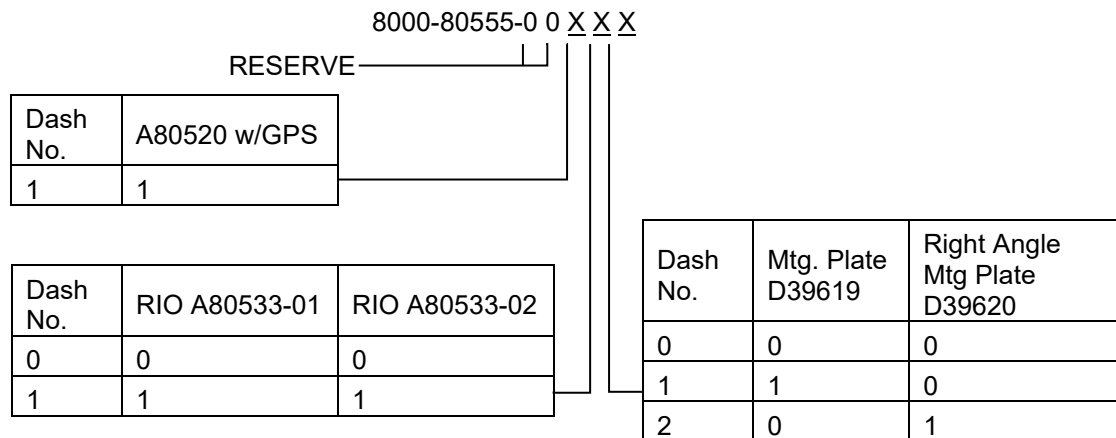 8000-80555-0 0 X X X
RESERVE
Dash No. A80520 w/GPS
1 1
Dash No. RIO A80533-01 RIO A80533-02
0 0 0
1 1 1
Dash No. Mtg. Plate D39619 Right Angle Mtg Plate D39620
0 0 0
1 1 0
2 0 1